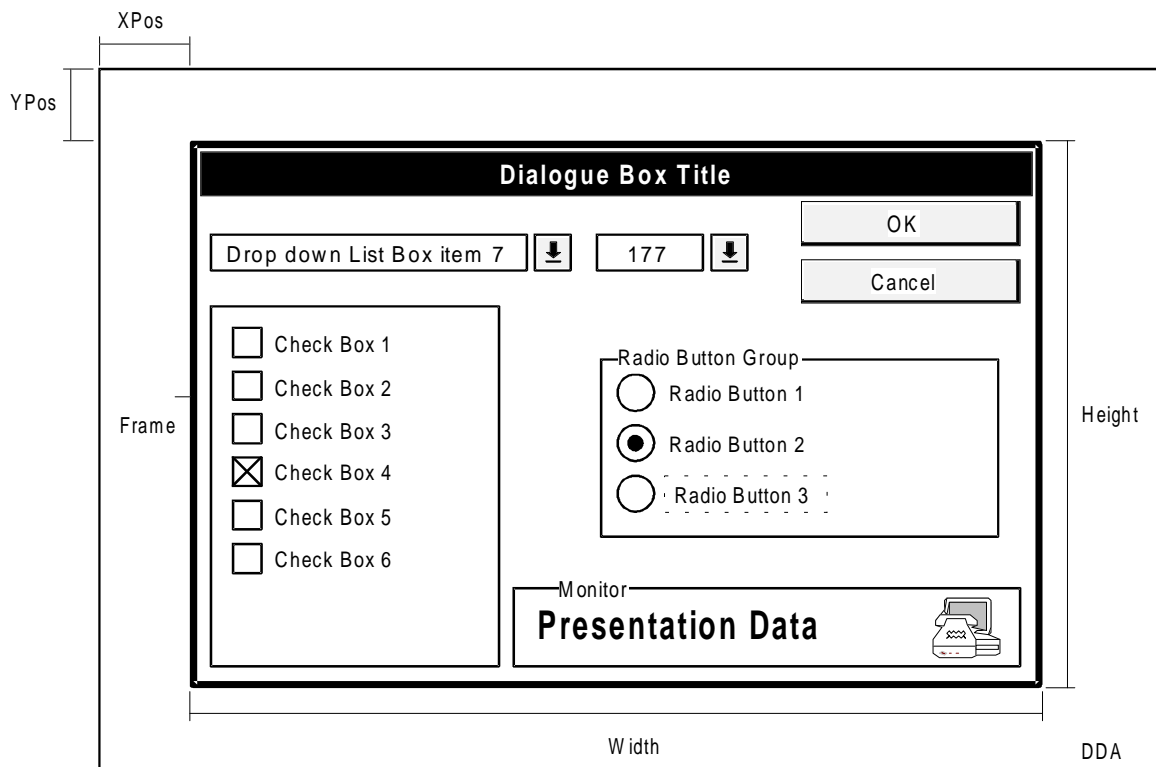 XPos
YPos
Dialogue Box Title
Drop down List Box item 7
177
OK
Cancel
Check Box 1
Check Box 2
Check Box 3
Check Box 4
Check Box 5
Check Box 6
Radio Button Group
Radio Button 1
Radio Button 2
Radio Button 3
Frame
Height
Monitor
Presentation Data
Width
DDA